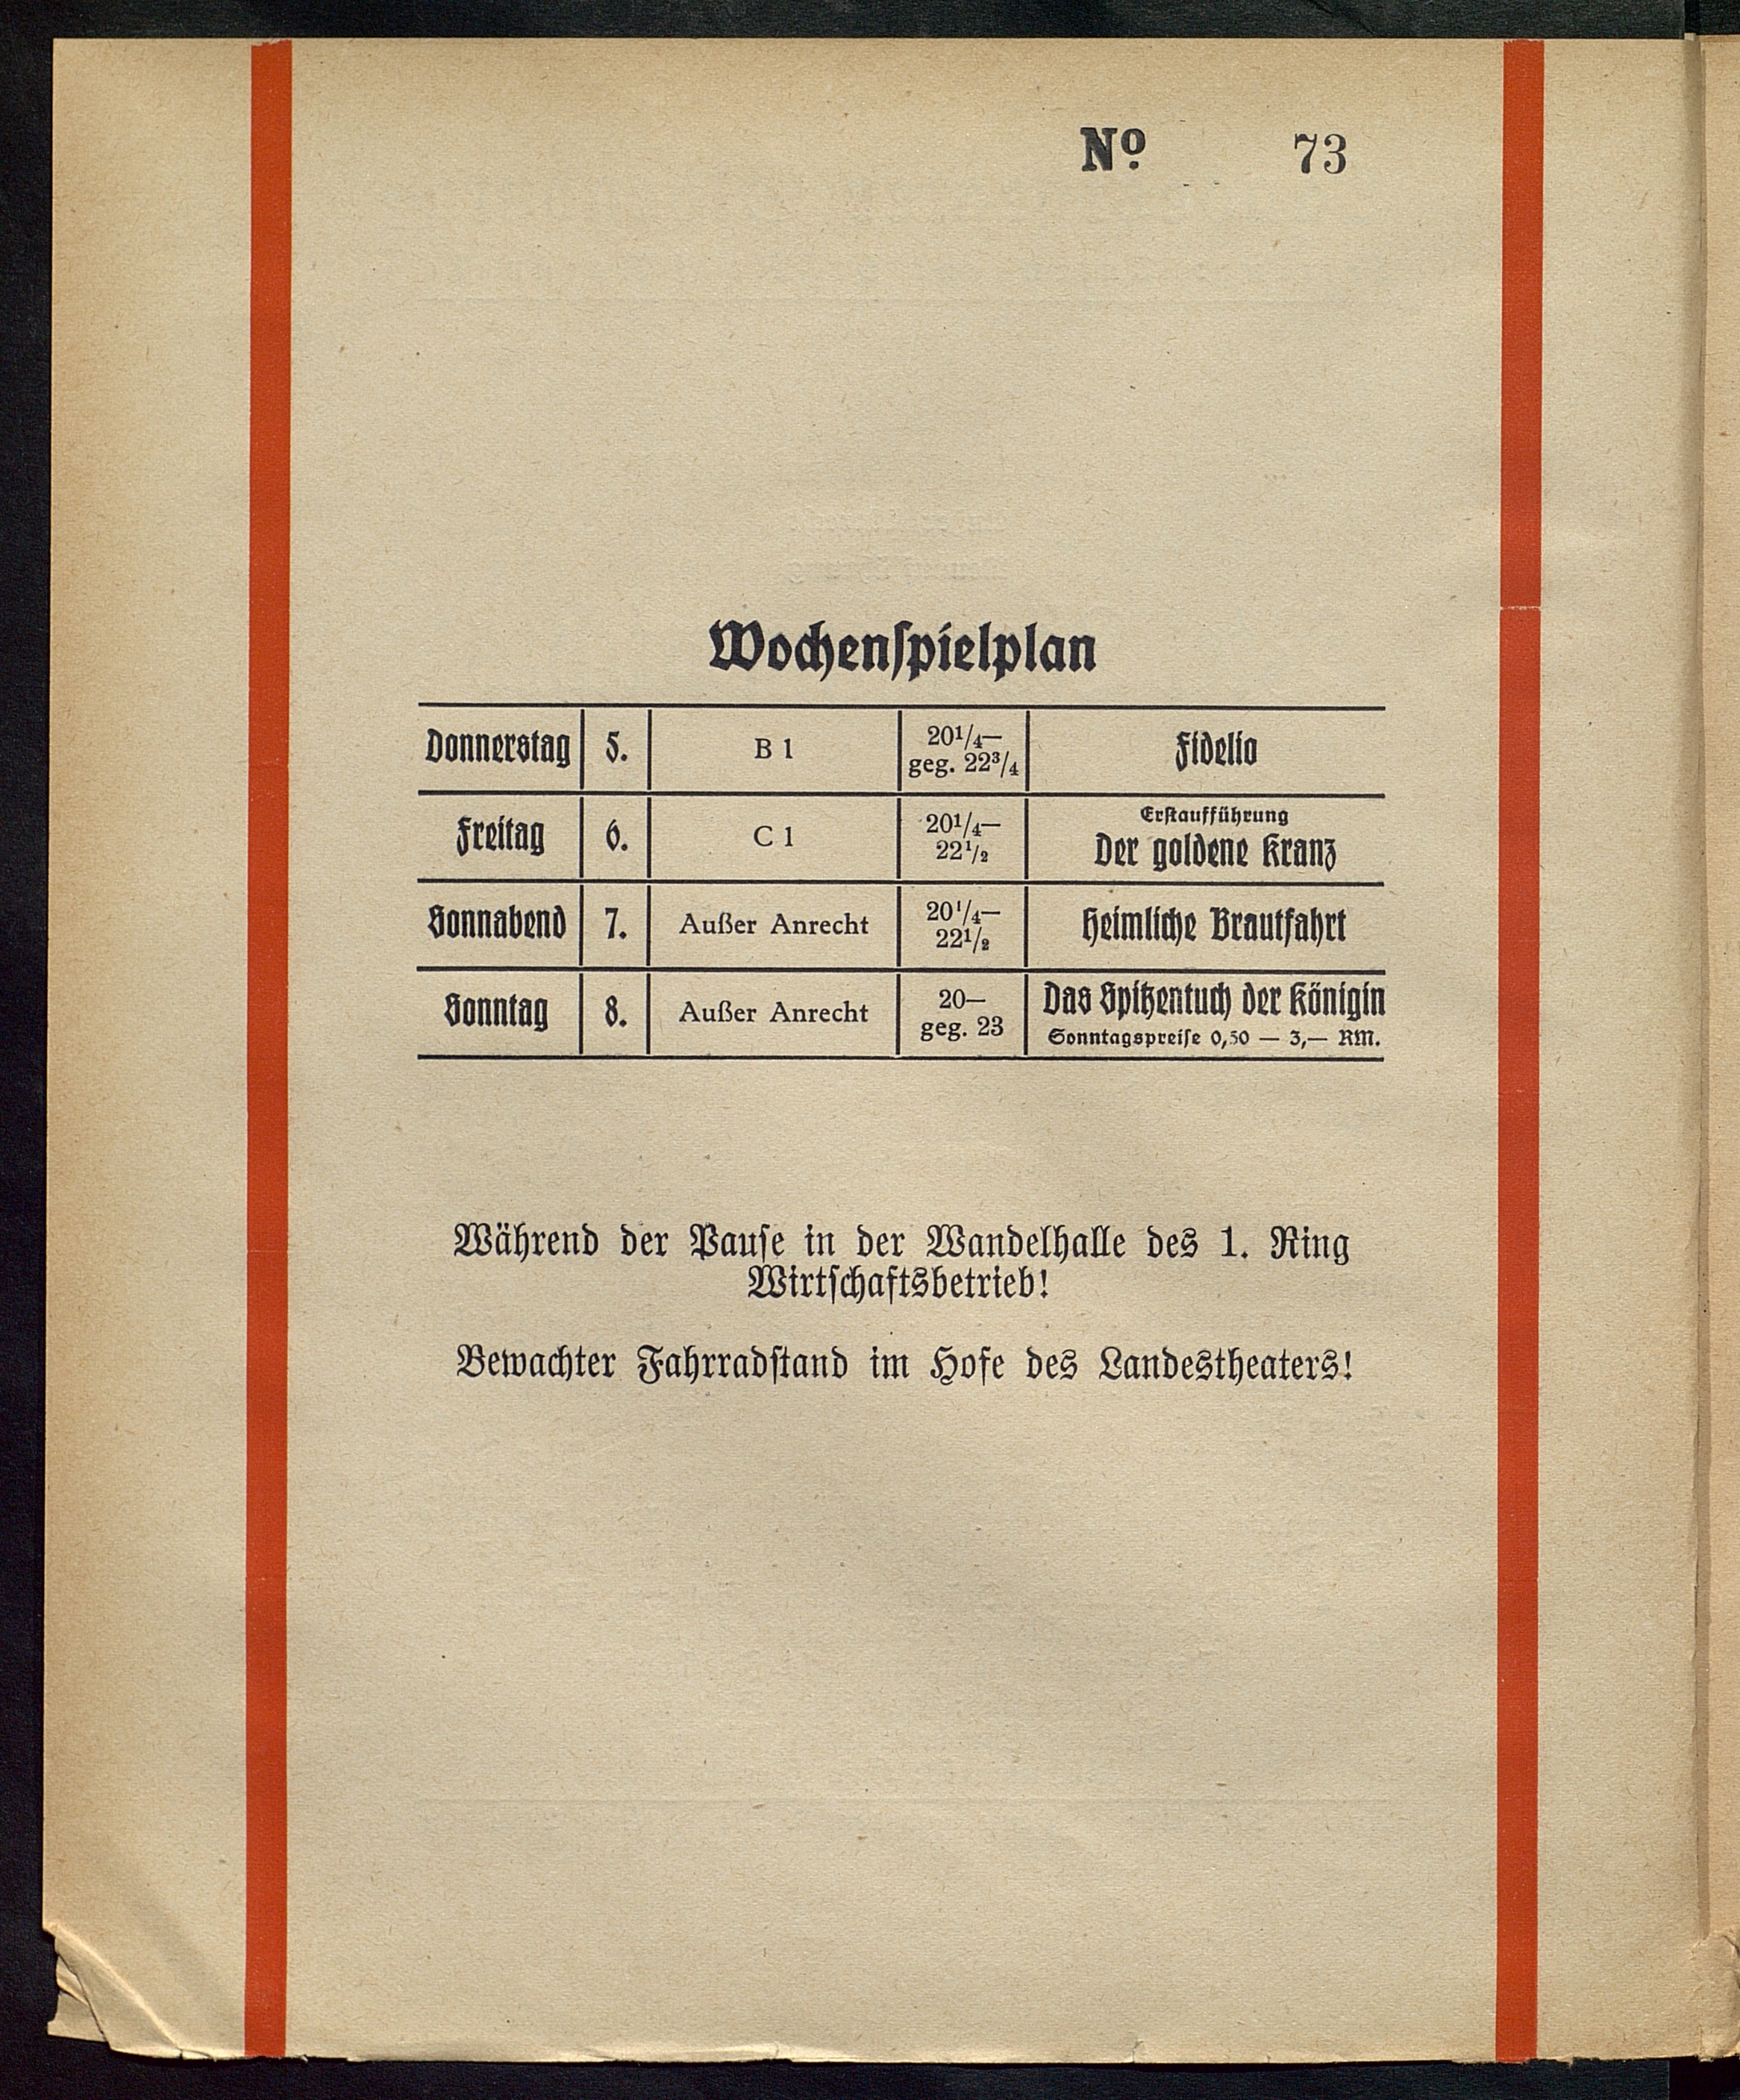 Nº 73
Wochenspielplan
Donnerstag 5. B 1 20¹/₄— geg. 22³/₄ Fidelio
Freitag 6. C 1 20¹/₄— 22¹/₂ Erstaufführung Der goldene Kranz
Sonnabend 7. Außer Anrecht 20¹/₄— 22¹/₂ Heimliche Brautfahrt
Sonntag 8. Außer Anrecht 20— geg. 23 Das Spitzentuch der Königin Sonntagspreise 0,50 — 3,— RM.
Während der Pause in der Wandelhalle des 1. Ring
Wirtschaftsbetrieb!
Bewachter Fahrradstand im Hofe des Landestheaters!